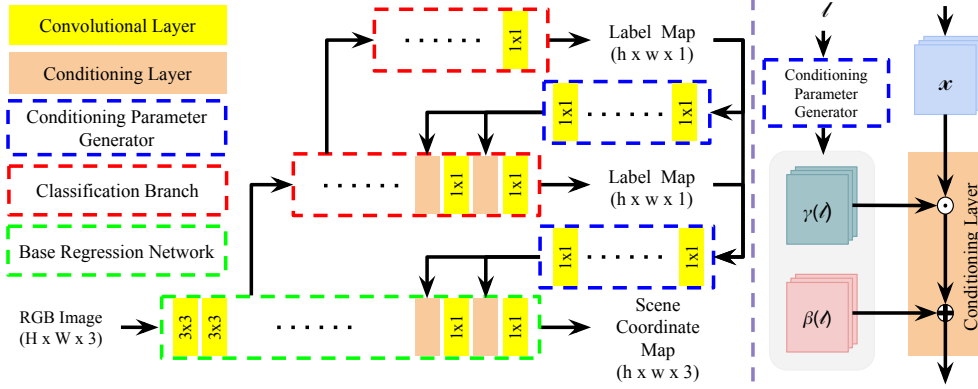 Convolutional Layer
Conditioning Layer
Conditioning Parameter
Generator
Classification Branch
Base Regression Network
RGB Image
(H x W x 3)
3x3
3x3
......
1x1
1x1
Scene
Coordinate
Map
(h x w x 3)
......
1x1
Label Map
(h x w x 1)
1x1
......
1x1
......
1x1
1x1
Label Map
(h x w x 1)
1x1
......
1x1
ℓ
Conditioning
Parameter
Generator
x
γ(ℓ)
β(ℓ)
Conditioning Layer